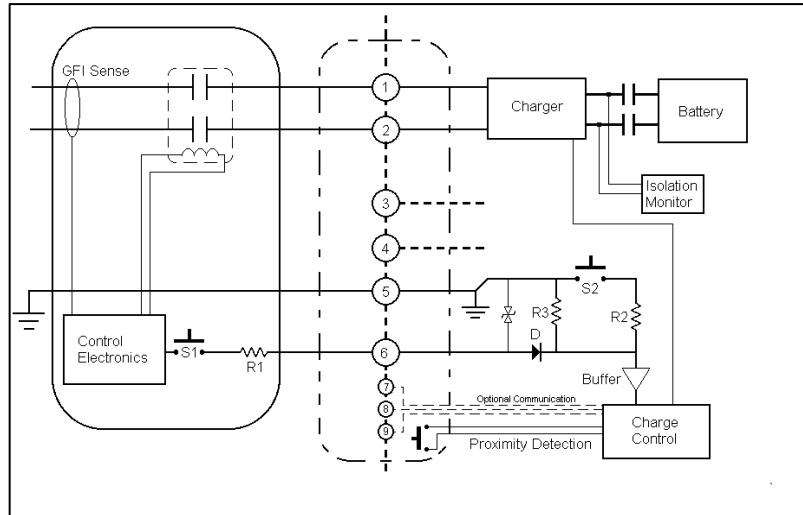 GFI Sense
1
Charger
Battery
2
Isolation
Monitor
3
4
5
S2
R3
R2
D
Control
Electronics
S1
R1
6
Buffer
7
Optional Communication
8
9
Proximity Detection
Charge
Control